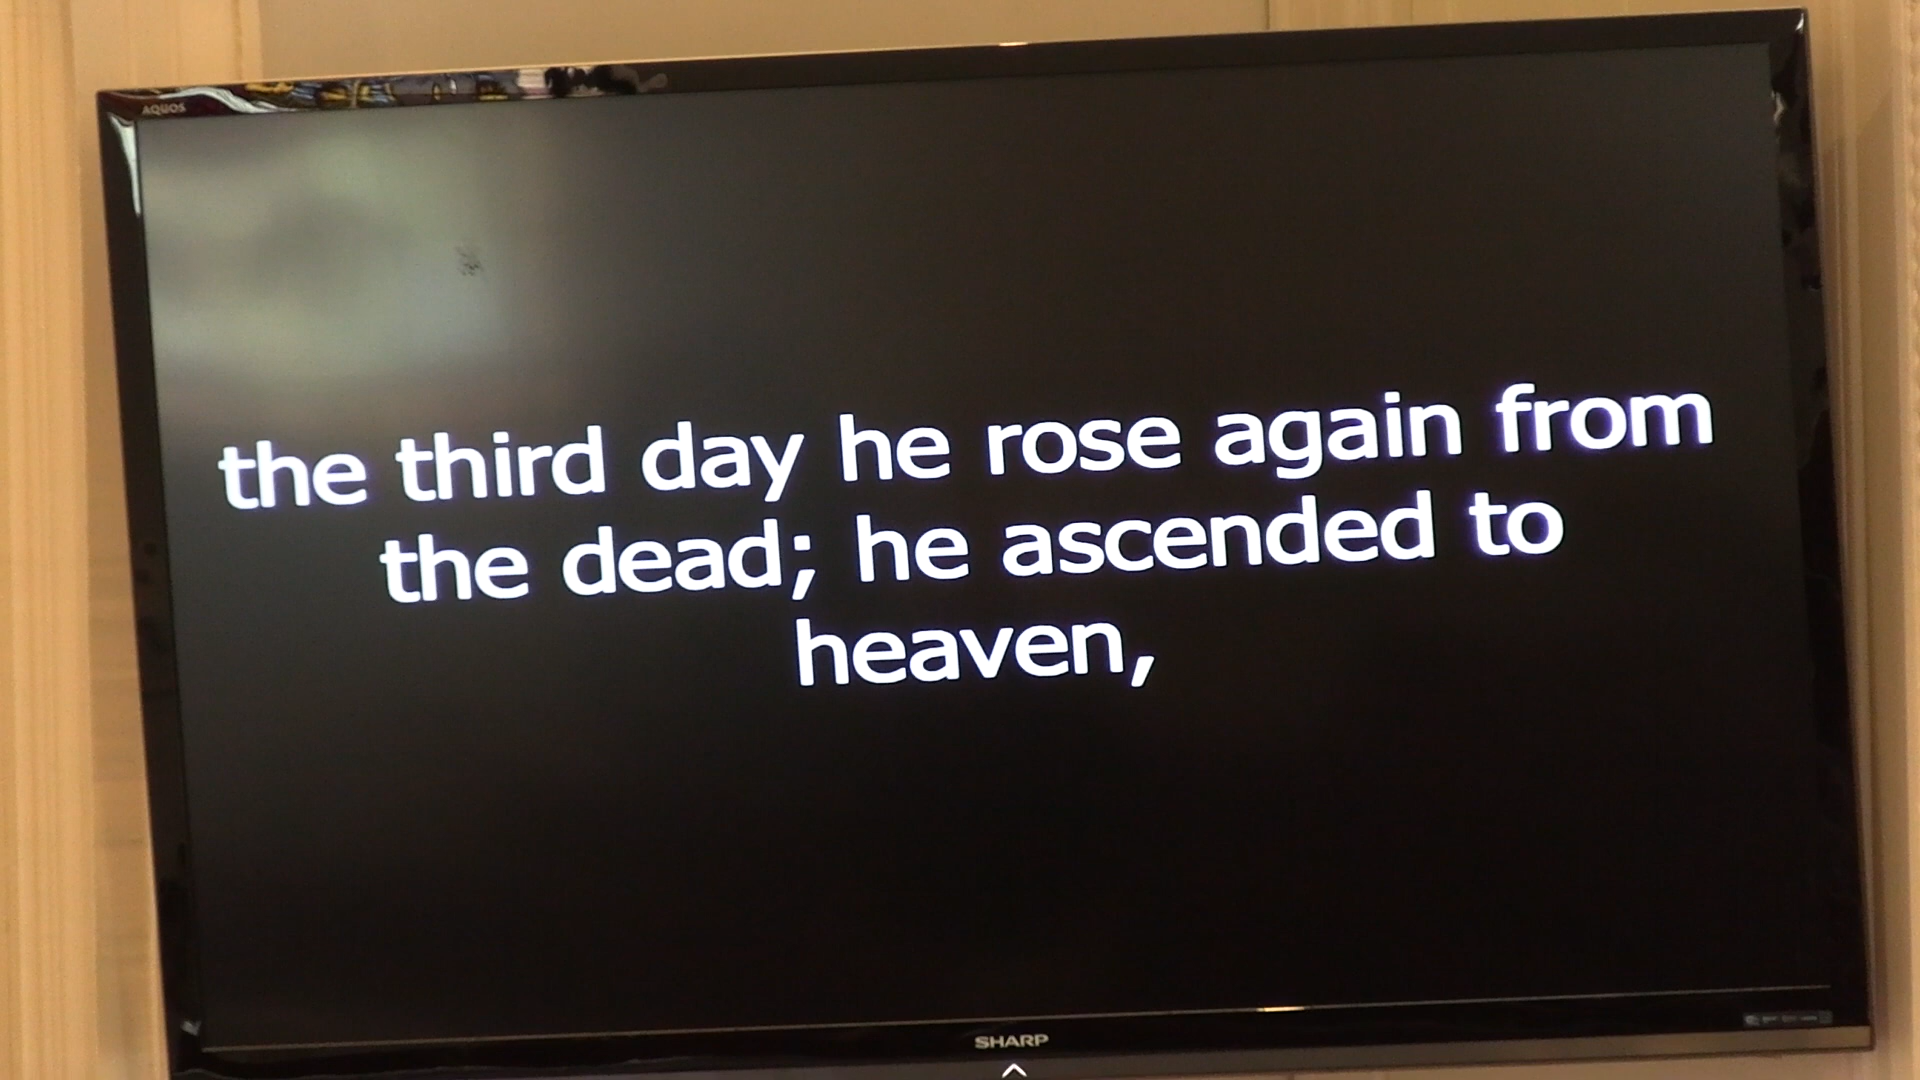 AQUOS
the third day he rose again from
the dead; he ascended to
heaven,
SHARP